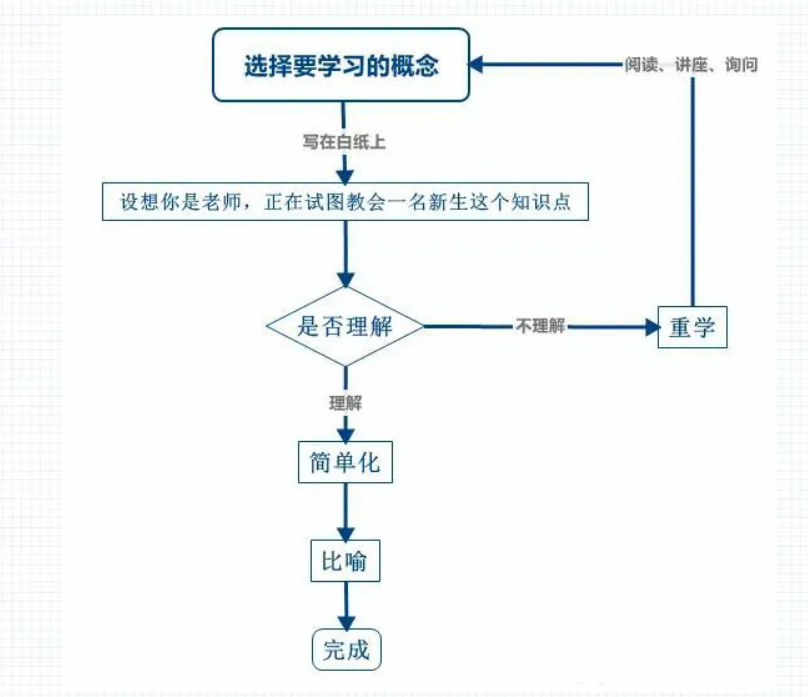 选择要学习的概念
阅读、讲座、询问
写在白纸上
设想你是老师，正在试图教会一名新生这个知识点
是否理解
不理解
重学
理解
简单化
比喻
完成